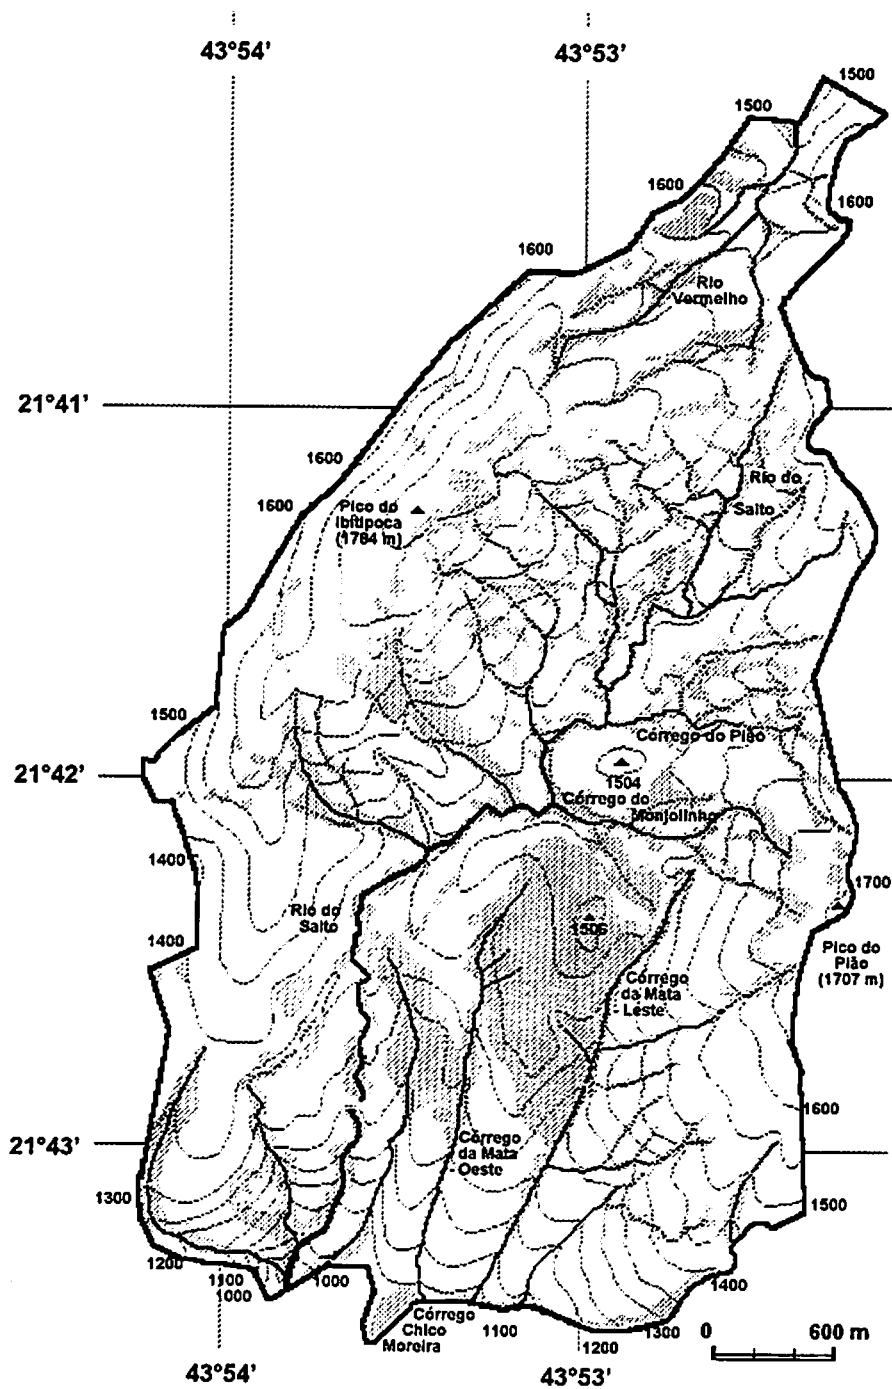 43°54'
43°53'
1500
1500
1600
1600
1600
Rio
Vermelho
21°41'
1600
1600
Pico do
Ibitipoca
(1784 m)
Rio do
Salto
1500
Córrego do Pião
21°42'
1504
Córrego do
Monjolinho
1400
1700
Rio do
Salto
1506
1400
Pico do
Pião
(1707 m)
Córrego
da Mata
Leste
1600
21°43'
Córrego
da Mata
Oeste
1300
1500
1200
1100
1000
1000
1400
Córrego
Chico
Moreira
1100
1200
1300
0 600 m
43°54'
43°53'